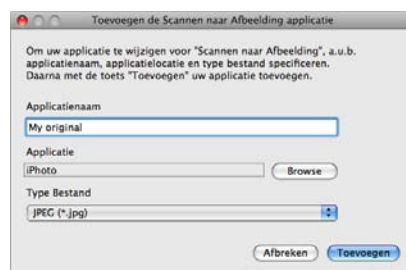 Toevoegen de Scannen naar Afbeelding applicatie
Om uw applicatie te wijzigen voor "Scannen naar Afbeelding", a.u.b.
applicatienaam, applicatielocatie en type bestand specificeren.
Daarna met de toets "Toevoegen" uw applicatie toevoegen.
Applicatienaam
My original
Applicatie
iPhoto
Browse
Type Bestand
JPEG (*.jpg)
Afbreken
Toevoegen